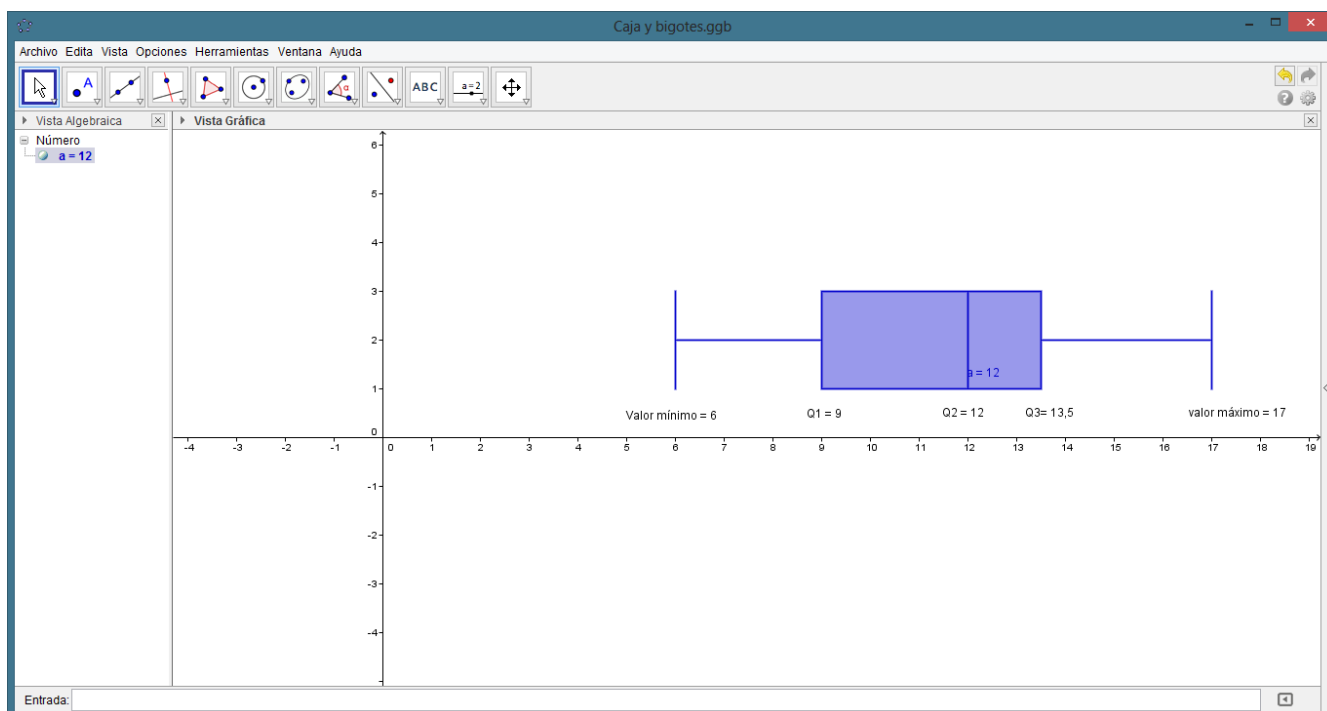 Caja y bigotes.ggb
Archivo Edita Vista Opciones Herramientas Ventana Ayuda
A
α
ABC
a=2
Vista Algebraica
Vista Gráfica
Número
a = 12
6
5
4
3
2
1
0
-1
-2
-3
-4
a = 12
Valor mínimo = 6 Q1 = 9 Q2 = 12 Q3= 13,5 valor máximo = 17
-4 -3 -2 -1 0 1 2 3 4 5 6 7 8 9 10 11 12 13 14 15 16 17 18 19
Entrada: